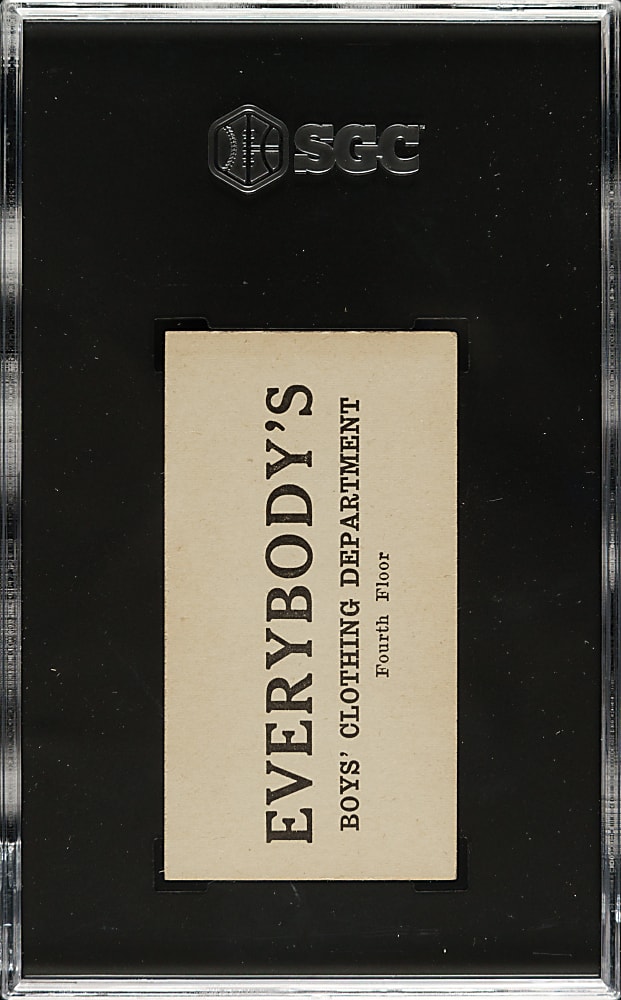 SGC
EVERYBODY'S
BOYS' CLOTHING DEPARTMENT
Fourth Floor